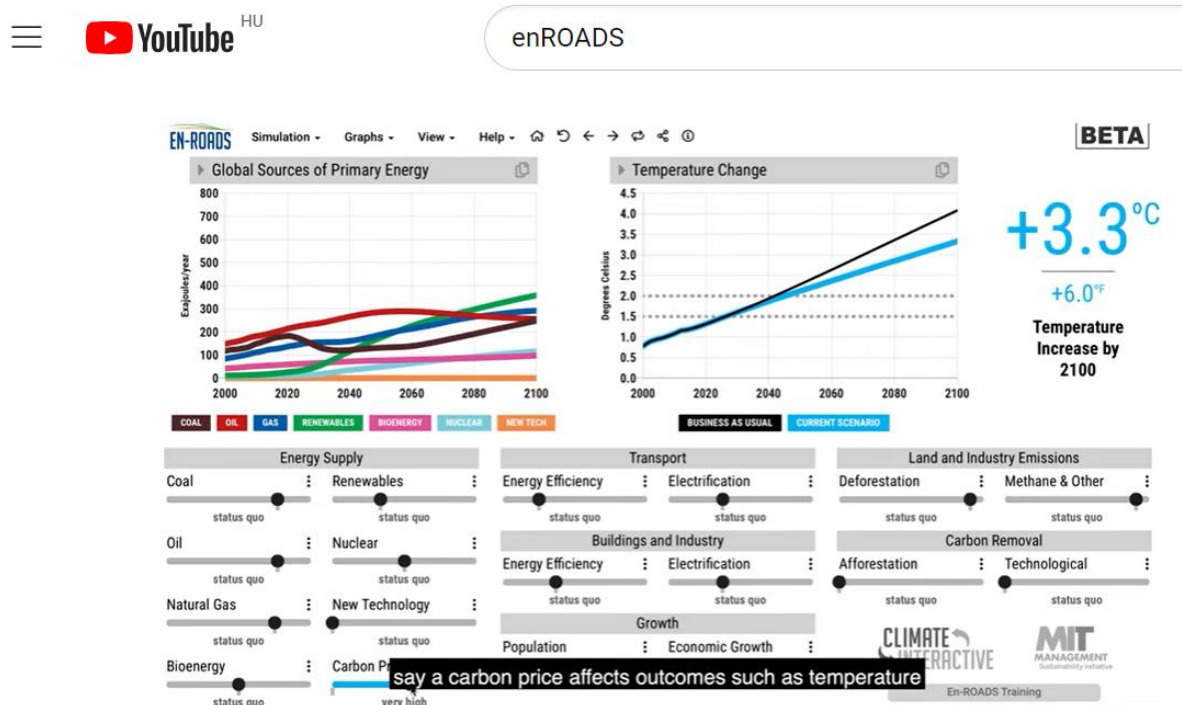 YouTube HU
enROADS
EN-ROADS Simulation Graphs View Help
BETA
Global Sources of Primary Energy
800
700
600
500
400
300
200
100
0
Exajoules/year
2000 2020 2040 2060 2080 2100
COAL OIL GAS RENEWABLES BIOENERGY NUCLEAR NEW TECH
Temperature Change
4.5
4.0
3.5
3.0
2.5
2.0
1.5
1.0
0.5
0.0
Degrees Celsius
2000 2020 2040 2060 2080 2100
BUSINESS AS USUAL CURRENT SCENARIO
+3.3°C
+6.0°F
Temperature
Increase by
2100
Energy Supply
Coal Renewables
status quo status quo
Oil Nuclear
status quo status quo
Natural Gas New Technology
status quo status quo
Bioenergy Carbon Pr
status quo very high
Transport
Energy Efficiency Electrification
status quo status quo
Buildings and Industry
Energy Efficiency Electrification
status quo status quo
Growth
Population Economic Growth
Land and Industry Emissions
Deforestation Methane & Other
status quo status quo
Carbon Removal
Afforestation Technological
status quo status quo
CLIMATE
INTERACTIVE
MIT
MANAGEMENT
Sustainability Initiative
En-ROADS Training
say a carbon price affects outcomes such as temperature